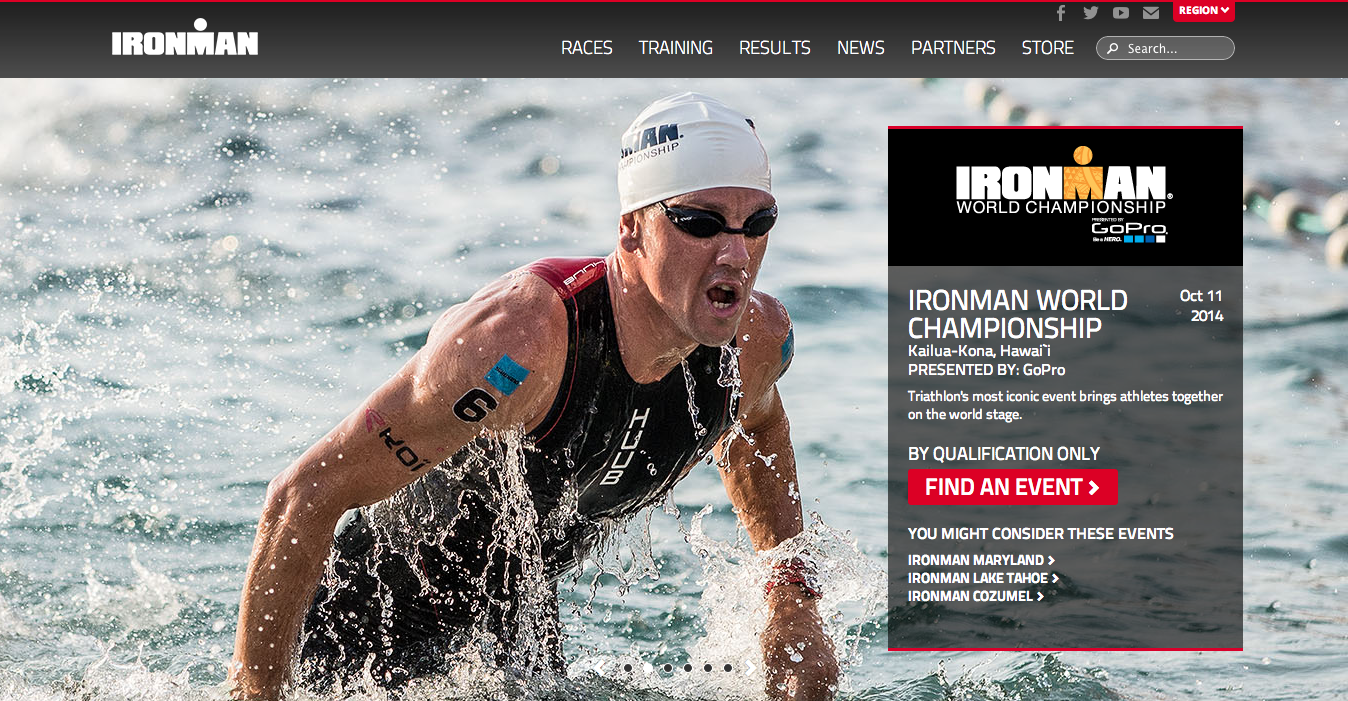 REGION
IRONMAN
RACES TRAINING RESULTS NEWS PARTNERS STORE Search...
MAN.
MPIONSHIP
HUUB
6
KOI
HUUB
IRONMAN®
WORLD CHAMPIONSHIP
PRESENTED BY
GoPro
Be a HERO.
IRONMAN WORLD
CHAMPIONSHIP
Oct 11
2014
Kailua-Kona, Hawai`i
PRESENTED BY: GoPro
Triathlon's most iconic event brings athletes together
on the world stage.
BY QUALIFICATION ONLY
FIND AN EVENT
YOU MIGHT CONSIDER THESE EVENTS
IRONMAN MARYLAND
IRONMAN LAKE TAHOE
IRONMAN COZUMEL